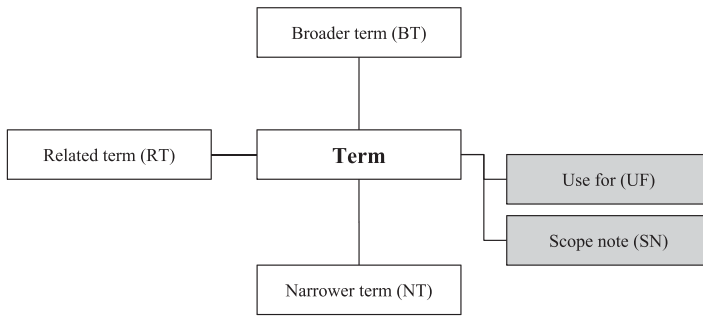 Broader term (BT)
Related term (RT)
Term
Use for (UF)
Scope note (SN)
Narrower term (NT)